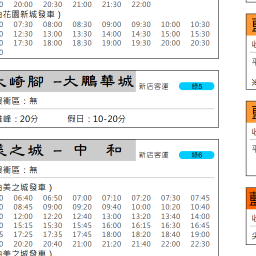 20:00 20:30 21:00 21:30 22:00
花園新城發車)
07:30 08:00 08:30 09:00 09:30 10:00 10:30
12:30 13:00 13:30 14:00 14:30 15:00 15:30
17:30 18:00 18:30 19:00 19:30 20:00 20:30
大崎腳 -大鵬華城
新店客運
綠5
緩衝區:無
尖峰:20分 假日:10-20分
美之城 - 中 和
新店客運
綠6
緩衝區:無
美之城發車)
06:40 06:50 07:00 07:10 07:20 07:30 07:45
08:45 09:00 09:20 09:40 10:00 10:20 10:40
12:00 12:20 12:40 13:00 13:20 13:40 14:00
15:15 15:30 15:45 16:00 16:15 16:30 16:45
17:25 17:35 17:45 18:00 18:20 18:40 19:00
20:20 20:40 21:00 21:20 21:40 22:00 22:30